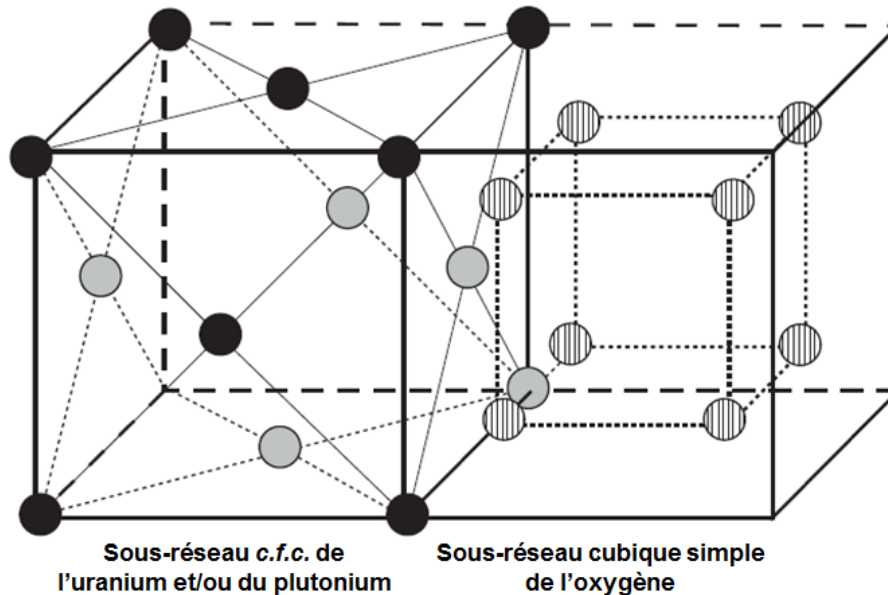 Sous-réseau c.f.c. de
l'uranium et/ou du plutonium
Sous-réseau cubique simple
de l'oxygène